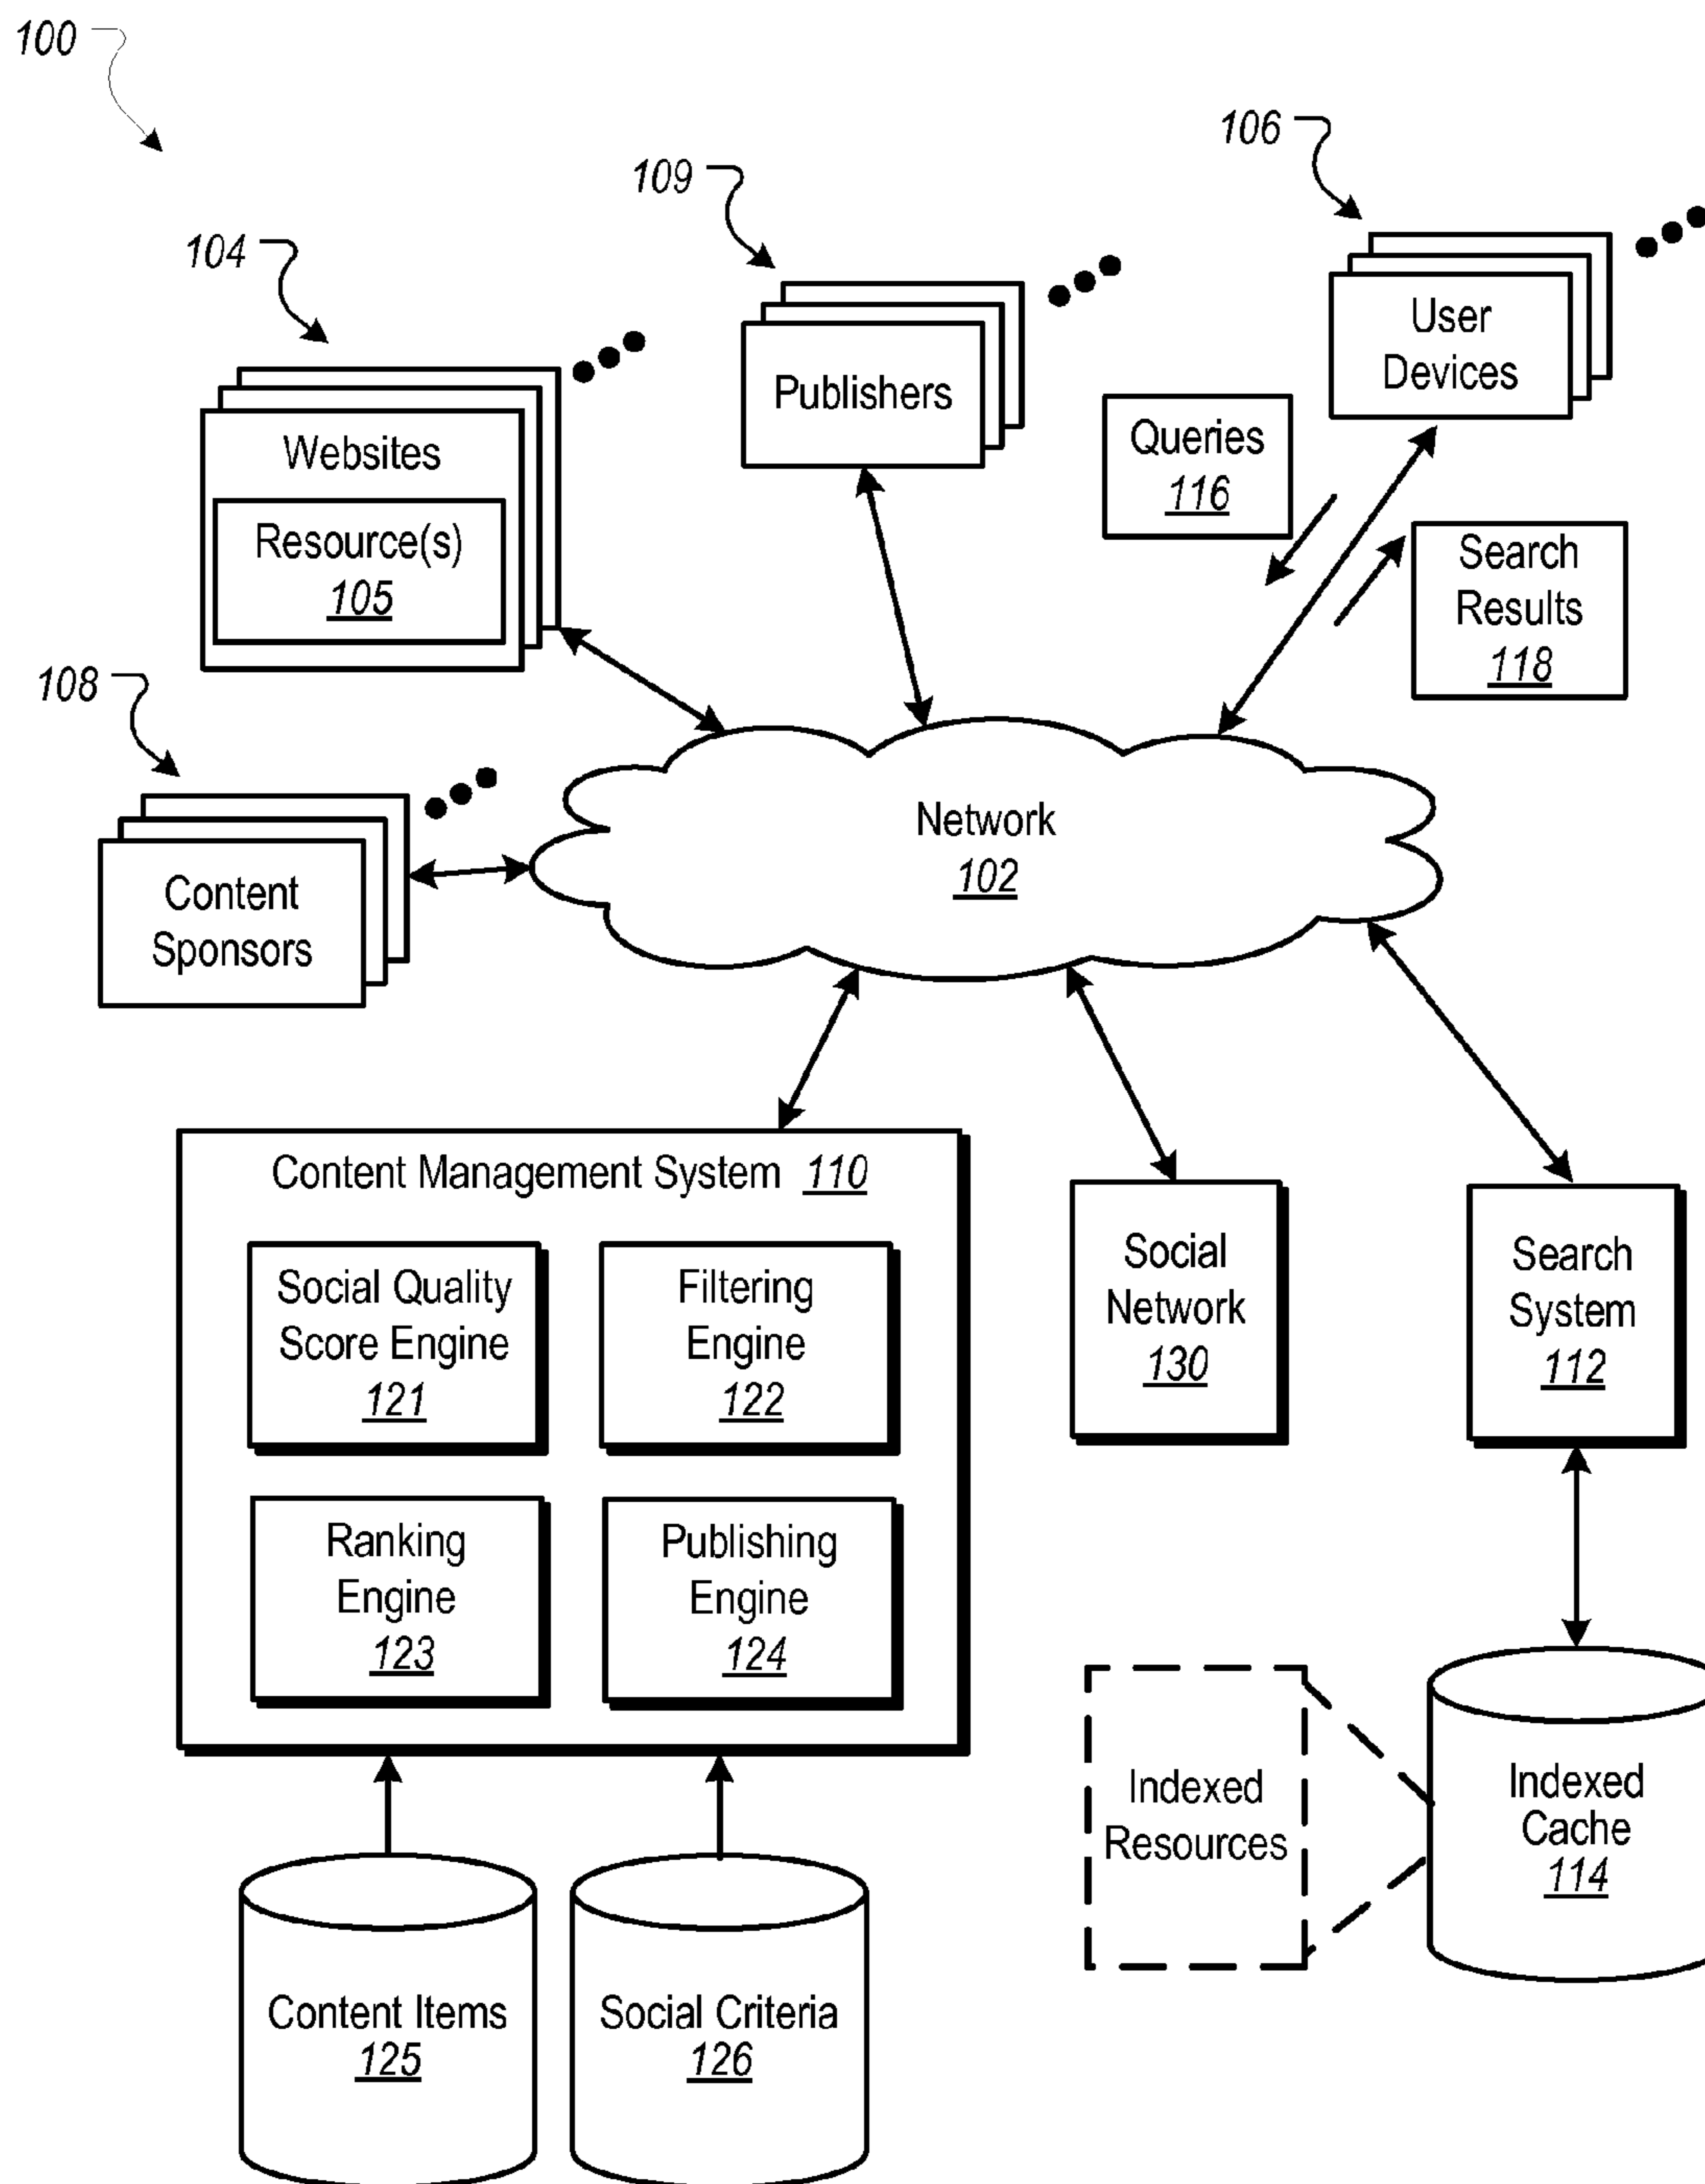 100
106
109
104
User
Devices
Publishers
Queries
116
Websites
Resource(s)
105
Search
Results
118
108
Network
102
Content
Sponsors
Content Management System 110
Social Quality
Score Engine
121
Filtering
Engine
122
Social
Network
130
Search
System
112
Ranking
Engine
123
Publishing
Engine
124
Indexed
Resources
Indexed
Cache
114
Content Items
125
Social Criteria
126